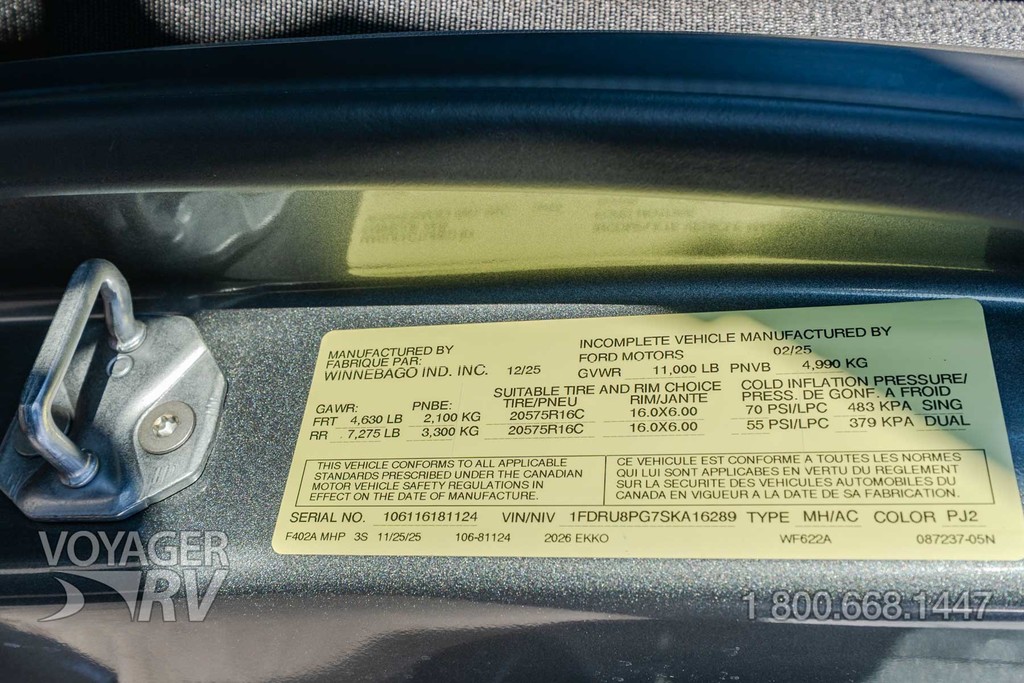 MANUFACTURED BY
FABRIQUE PAR:
WINNEBAGO IND. INC. 12/25
INCOMPLETE VEHICLE MANUFACTURED BY
FORD MOTORS 02/25
GVWR 11,000 LB PNVB 4,990 KG
GAWR: PNBE:
FRT 4,630 LB 2,100 KG
RR 7,275 LB 3,300 KG
SUITABLE TIRE AND RIM CHOICE
TIRE/PNEU RIM/JANTE
20575R16C 16.0X6.00
20575R16C 16.0X6.00
COLD INFLATION PRESSURE/
PRESS. DE GONF. A FROID
70 PSI/LPC 483 KPA SING
55 PSI/LPC 379 KPA DUAL
THIS VEHICLE CONFORMS TO ALL APPLICABLE
STANDARDS PRESCRIBED UNDER THE CANADIAN
MOTOR VEHICLE SAFETY REGULATIONS IN
EFFECT ON THE DATE OF MANUFACTURE.
CE VEHICULE EST CONFORME A TOUTES LES NORMES
QUI LUI SONT APPLICABLES EN VERTU DU REGLEMENT
SUR LA SECURITE DES VEHICULES AUTOMOBILES DU
CANADA EN VIGUEUR A LA DATE DE SA FABRICATION.
SERIAL NO. 106116181124 VIN/NIV 1FDRU8PG7SKA16289 TYPE MH/AC COLOR PJ2
F402A MHP 3S 11/25/25 106-81124 2026 EKKO WF622A 087237-05N
VOYAGER
RV
1 800.668.1447